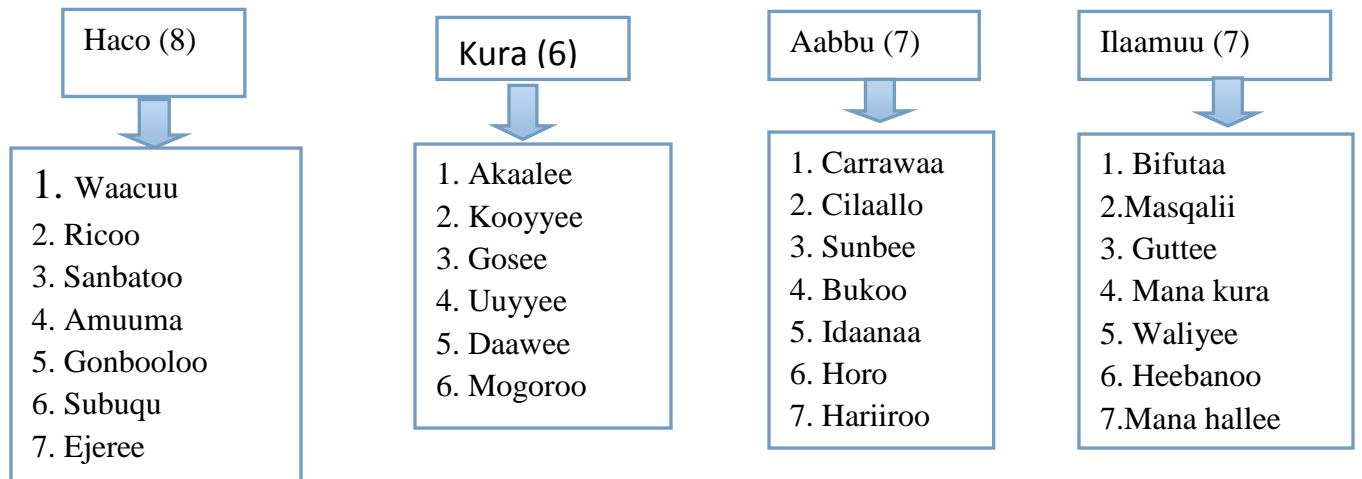 Haco (8)
1. Waacuu
2. Ricoo
3. Sanbatoo
4. Amuuma
5. Gonbooloo
6. Subuqu
7. Ejeree
Kura (6)
1. Akaalee
2. Kooyyee
3. Gosee
4. Uuyyee
5. Daawee
6. Mogoroo
Aabbu (7)
1. Carrawaa
2. Cilaallo
3. Sunbee
4. Bukoo
5. Idaanaa
6. Horo
7. Hariiroo
Ilaamuu (7)
1. Bifutaa
2.Masqalii
3. Guttee
4. Mana kura
5. Waliyee
6. Heebanoo
7.Mana hallee